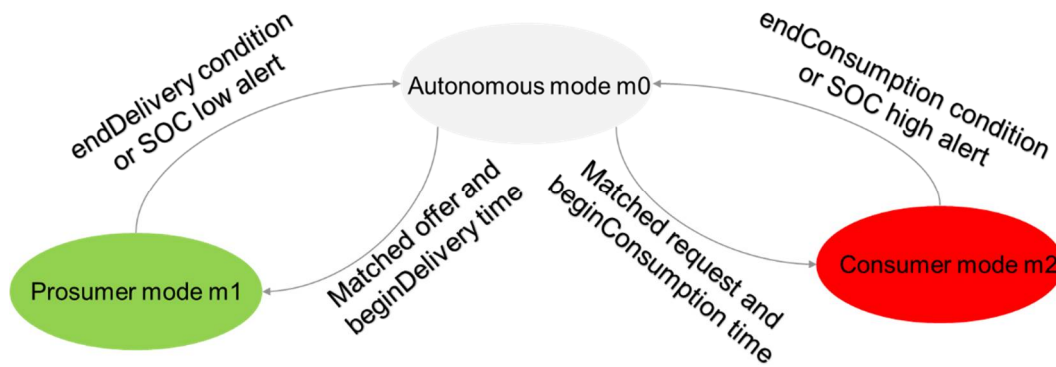 endDelivery condition
or SOC low alert
Autonomous mode m0
endConsumption condition
or SOC high alert
Matched offer and
beginDelivery time
Matched request and
beginConsumption time
Prosumer mode m1
Consumer mode m2